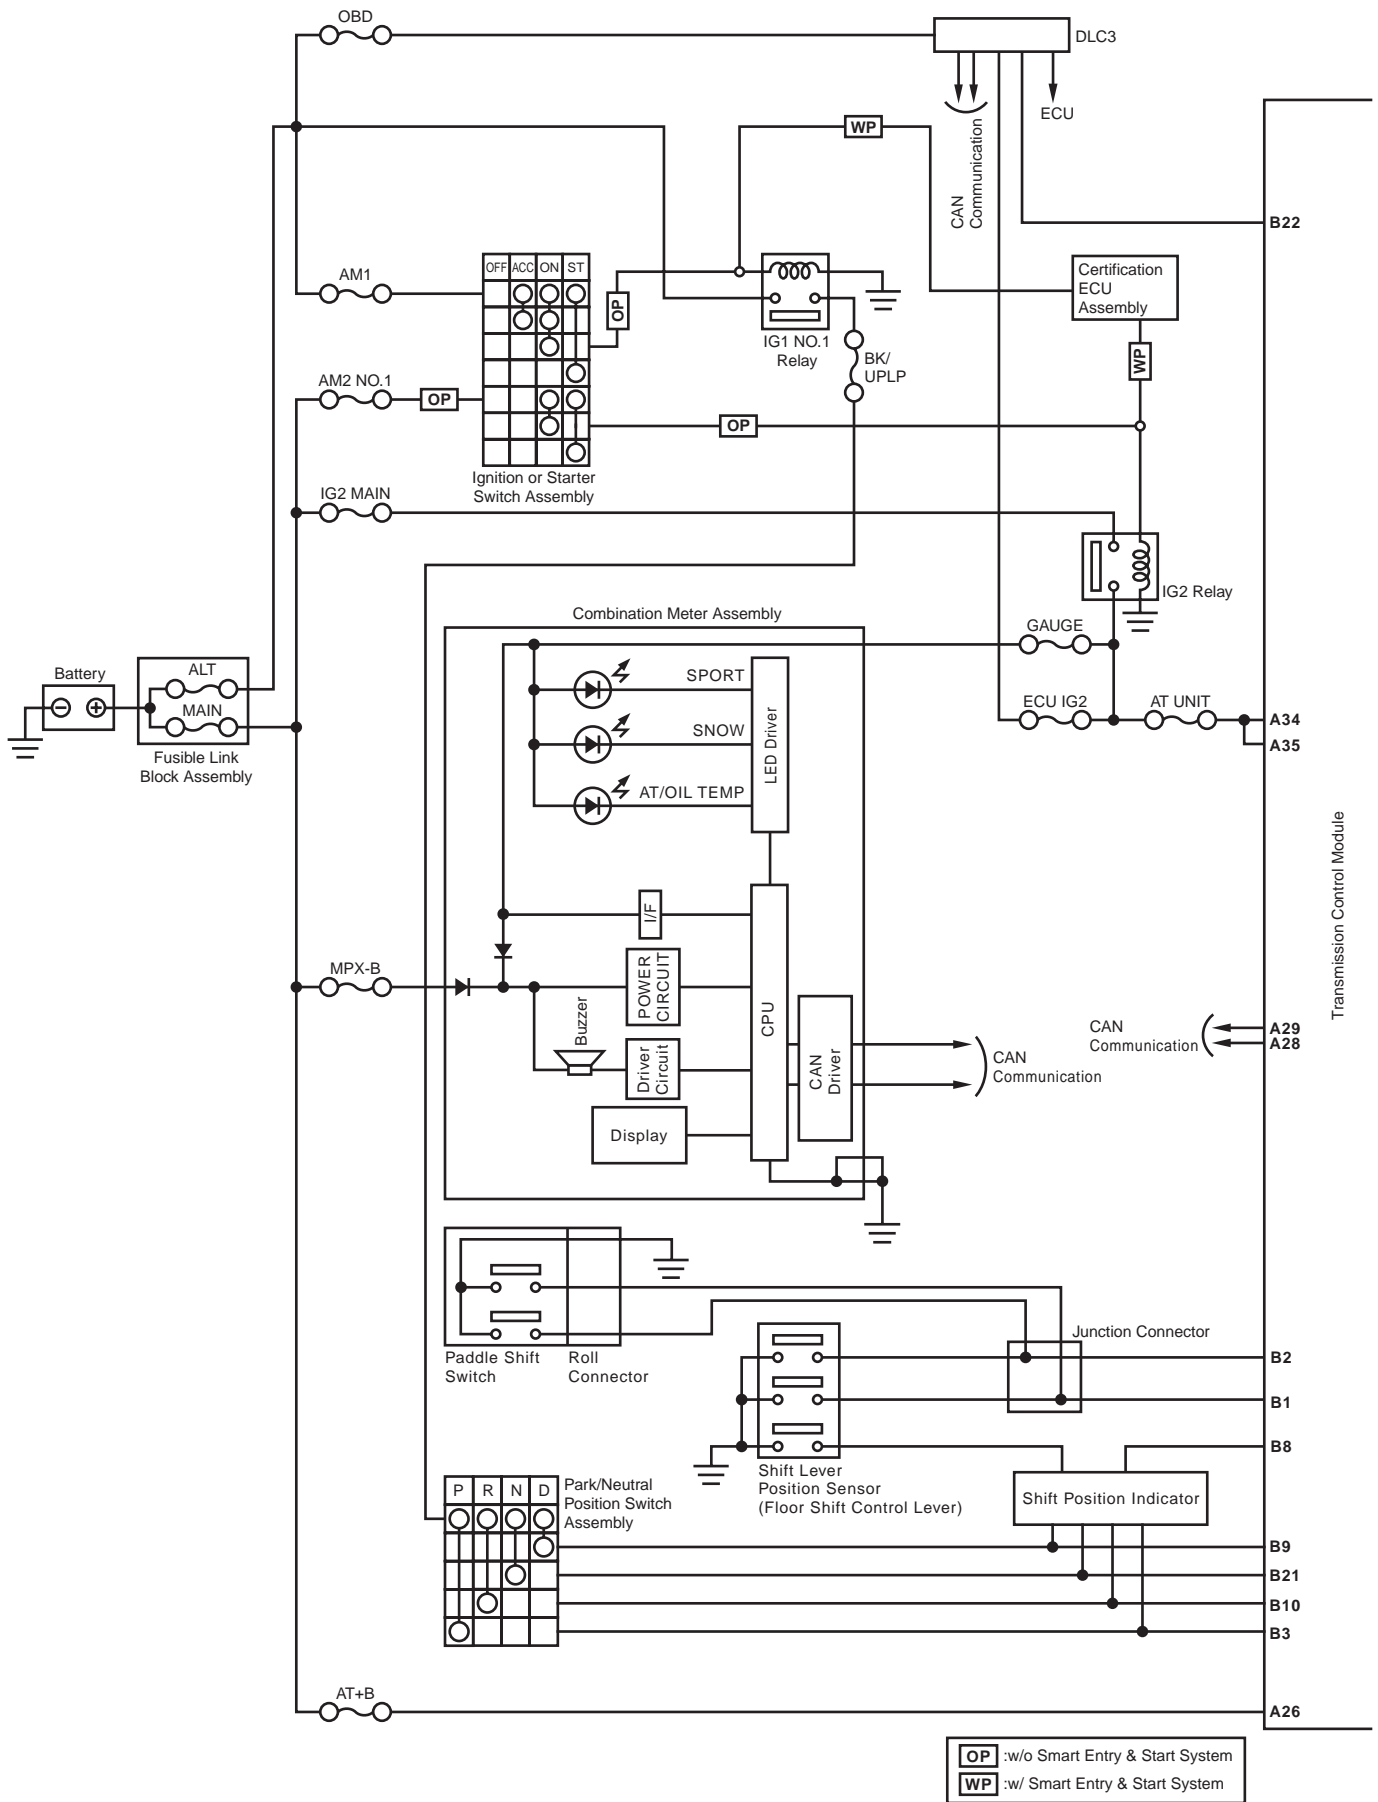 OBD
DLC3
CAN
Communication
ECU
WP
B22
AM1
OFF ACC ON ST
OP
IG1 NO.1
Relay
BK/
UPLP
Certification
ECU
Assembly
WP
AM2 NO.1
OP
OP
Ignition or Starter
Switch Assembly
IG2 MAIN
IG2 Relay
Combination Meter Assembly
GAUGE
Battery
ALT
MAIN
Fusible Link
Block Assembly
SPORT
SNOW
AT/OIL TEMP
LED Driver
ECU IG2
AT UNIT
A34
A35
Transmission Control Module
I/F
MPX-B
POWER
CIRCUIT
Buzzer
Driver
Circuit
CPU
CAN
Driver
CAN
Communication
CAN
Communication
A29
A28
Display
Paddle Shift
Switch
Roll
Connector
Junction Connector
B2
B1
B8
Shift Lever
Position Sensor
(Floor Shift Control Lever)
Shift Position Indicator
P R N D
Park/Neutral
Position Switch
Assembly
B9
B21
B10
B3
AT+B
A26
OP :w/o Smart Entry & Start System
WP :w/ Smart Entry & Start System